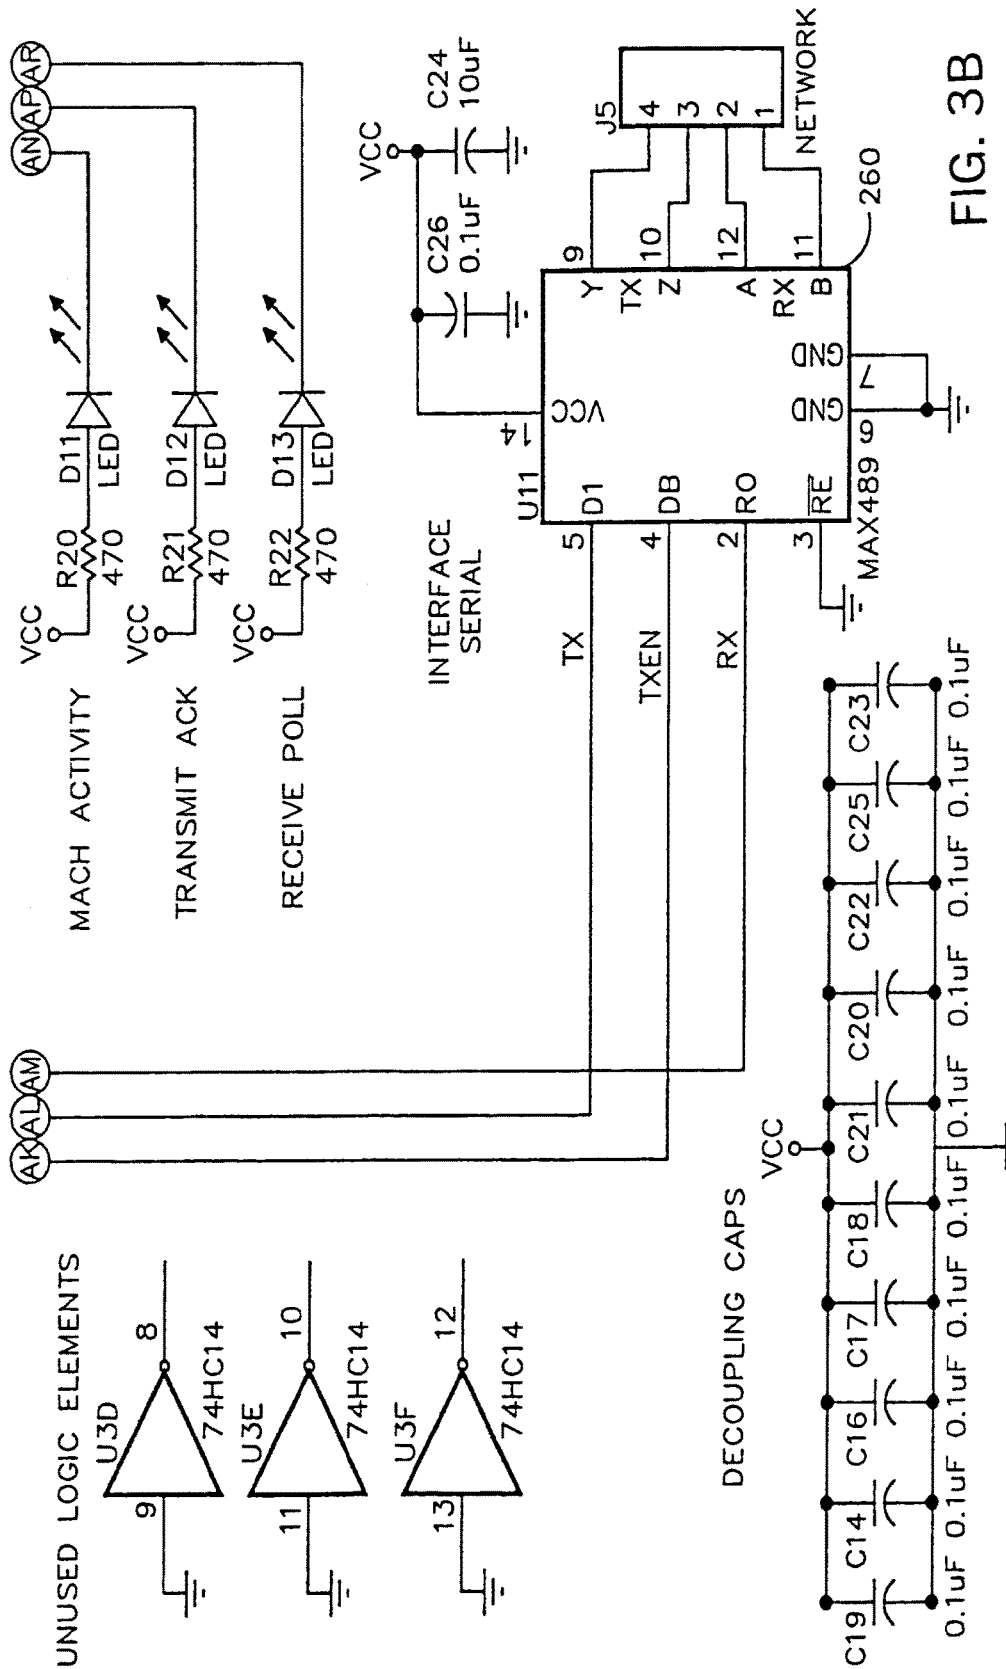 UNUSED LOGIC ELEMENTS
U3D
9
8
74HC14
U3E
11
10
74HC14
U3F
13
12
74HC14
AK
AL
AM
MACH ACTIVITY
VCC
R20
470
D11
LED
AN
TRANSMIT ACK
VCC
R21
470
D12
LED
AP
RECEIVE POLL
VCC
R22
470
D13
LED
AR
INTERFACE
SERIAL
VCC
C26
0.1uF
C24
10uF
TX
TXEN
RX
U11
5
D1
4
DB
2
RO
3
RE
14
VCC
6
GND
7
GND
Y
9
TX
Z
10
A
12
RX
B
11
MAX489
260
J5
4
3
2
1
NETWORK
DECOUPLING CAPS
VCC
C19
C14
C16
C17
C18
C21
C20
C22
C25
C23
0.1uF
0.1uF
0.1uF
0.1uF
0.1uF
0.1uF
0.1uF
0.1uF
0.1uF
0.1uF
FIG. 3B